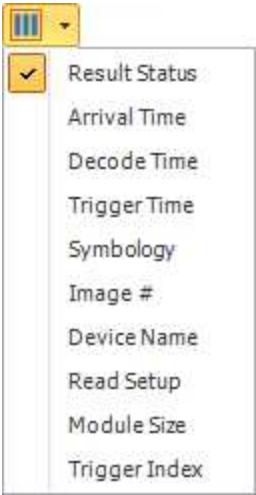 Result Status
Arrival Time
Decode Time
Trigger Time
Symbology
Image #
Device Name
Read Setup
Module Size
Trigger Index